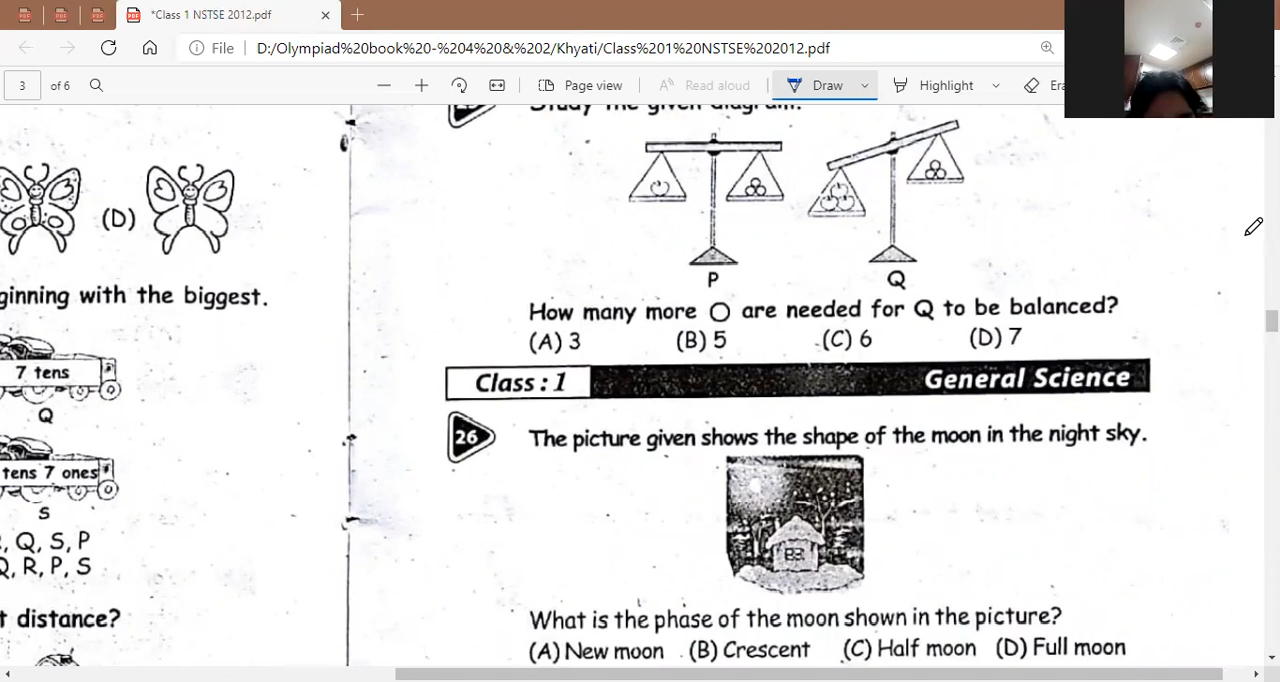 *Class 1 NSTSE 2012.pdf
File
D:/Olympiad%20book%20-%204%20&%202/Khyati/Class%201%20NSTSE%202012.pdf
3 of 6
Page view
Read aloud
Draw
Highlight
(D)
ginning with the biggest.
7 tens
Q
tens 7 ones
S
, Q, S, P
R, P, S
distance?
Study the given diagram.
P
Q
How many more O are needed for Q to be balanced?
(A) 3 (B) 5 (C) 6 (D) 7
Class : 1 General Science
26 The picture given shows the shape of the moon in the night sky.
What is the phase of the moon shown in the picture?
(A) New moon (B) Crescent (C) Half moon (D) Full moon